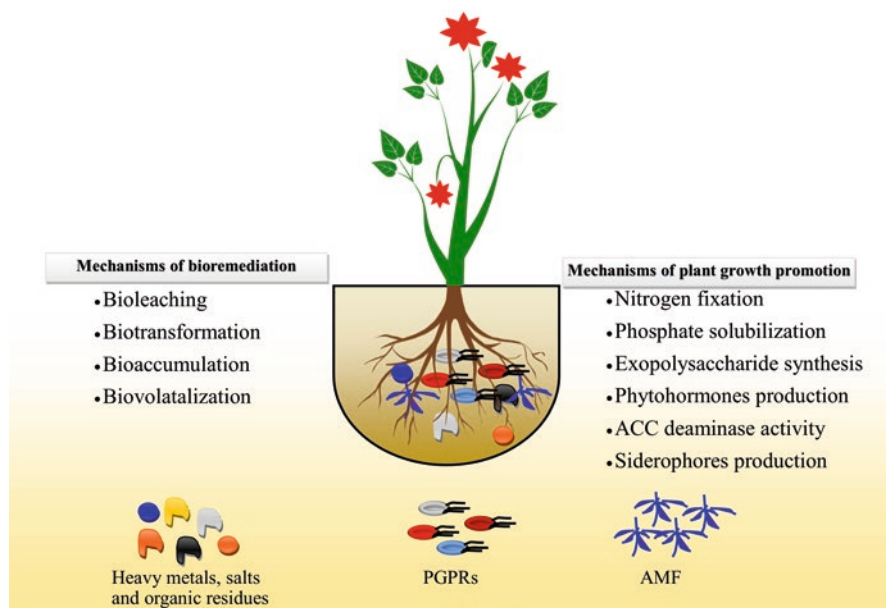 Mechanisms of bioremediation
•Bioleaching
•Biotransformation
•Bioaccumulation
•Biovolatalization
Mechanisms of plant growth promotion
•Nitrogen fixation
•Phosphate solubilization
•Exopolysaccharide synthesis
•Phytohormones production
•ACC deaminase activity
•Siderophores production
Heavy metals, salts
and organic residues
PGPRs
AMF